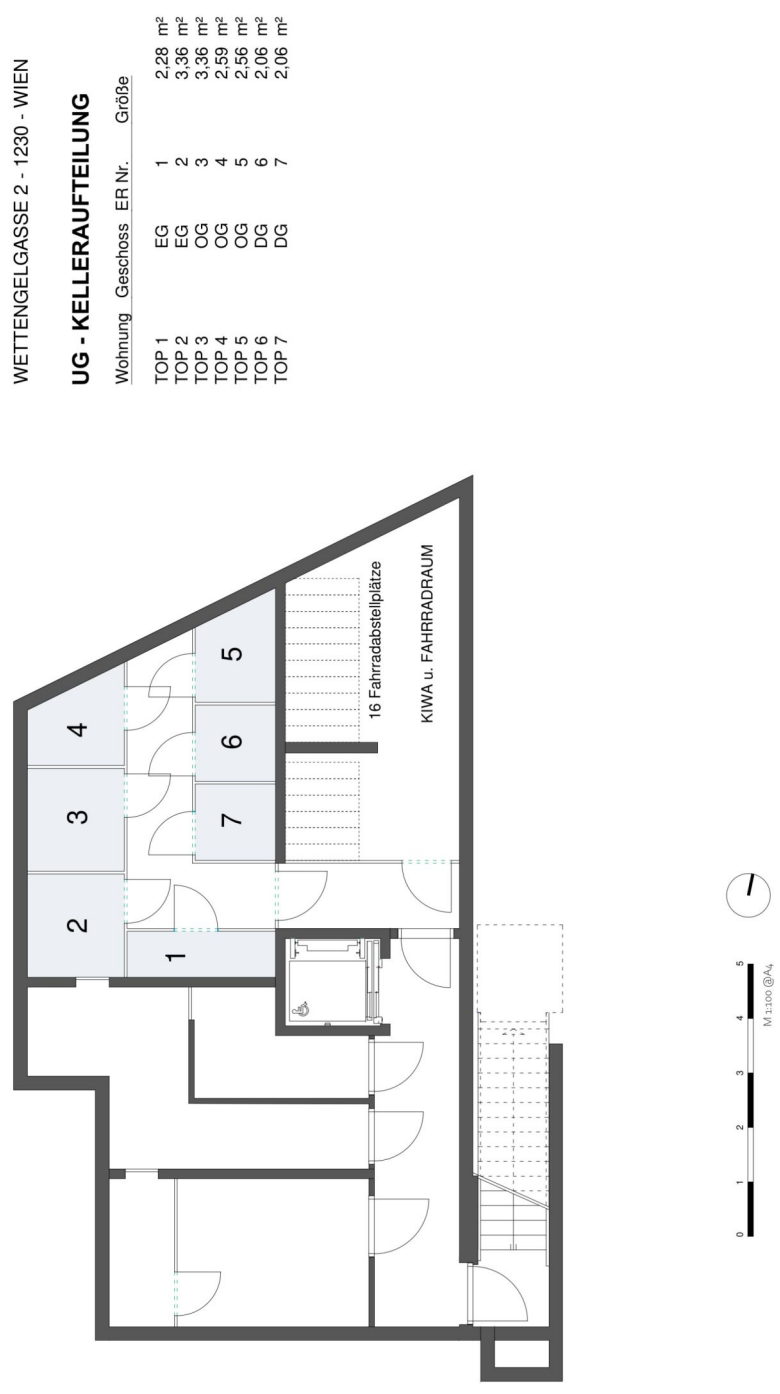 WETTENGELGASSE 2 - 1230 - WIEN
UG - KELLERAUFTEILUNG
Wohnung Geschoss ER Nr. Größe
TOP 1 EG 1 2,28 m²
TOP 2 EG 2 3,36 m²
TOP 3 OG 3 3,36 m²
TOP 4 OG 4 2,59 m²
TOP 5 OG 5 2,56 m²
TOP 6 DG 6 2,06 m²
TOP 7 DG 7 2,06 m²
2 3 4
1
7 6 5
16 Fahrradabstellplätze
KIWA u. FAHRRADRAUM
0 1 2 3 4 5
M 1:100 @A4